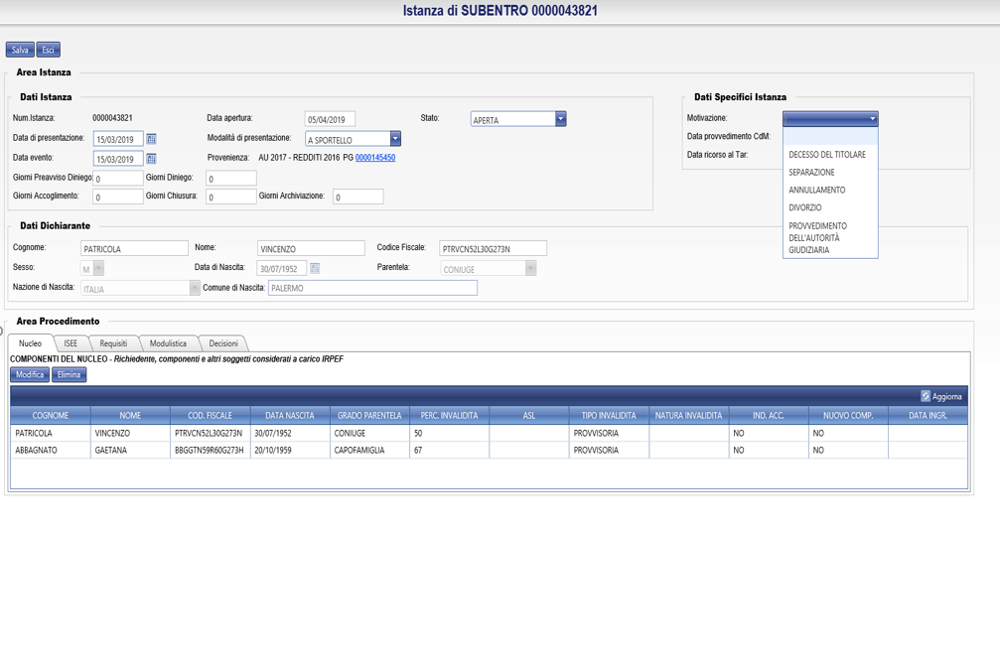 Istanza di SUBENTRO 0000043821
Salva Esci
Area Istanza
Dati Istanza
Num.Istanza: 0000043821 Data apertura: 05/04/2019 Stato: APERTA
Data di presentazione: 15/03/2019 Modalità di presentazione: A SPORTELLO
Data evento: 15/03/2019 Provenienza: AU 2017 - REDDITI 2016 PG 0000145450
Giorni Preavviso Diniego: 0 Giorni Diniego: 0
Giorni Accoglimento: 0 Giorni Chiusura: 0 Giorni Archiviazione: 0
Dati Specifici Istanza
Motivazione:
Data provvedimento CdM:
Data ricorso al Tar:
DECESSO DEL TITOLARE
SEPARAZIONE
ANNULLAMENTO
DIVORZIO
PROVVEDIMENTO
DELL'AUTORITÀ
GIUDIZIARIA
Dati Dichiarante
Cognome: PATRICOLA Nome: VINCENZO Codice Fiscale: PTRVCN52L30G273N
Sesso: M Data di Nascita: 30/07/1952 Parentela: CONIUGE
Nazione di Nascita: ITALIA Comune di Nascita: PALERMO
Area Procedimento
Nucleo ISEE Requisiti Modulistica Decisioni
COMPONENTI DEL NUCLEO - Richiedente, componenti e altri soggetti considerati a carico IRPEF
Modifica Elimina
Aggiorna
COGNOME NOME COD. FISCALE DATA NASCITA GRADO PARENTELA PERC. INVALIDITA ASL TIPO INVALIDITA NATURA INVALIDITA IND. ACC. NUOVO COMP. DATA INGR.
PATRICOLA VINCENZO PTRVCN52L30G273N 30/07/1952 CONIUGE 50 PROVVISORIA NO NO
ABBAGNATO GAETANA BBGGTN59R60G273H 20/10/1959 CAPOFAMIGLIA 67 PROVVISORIA NO NO